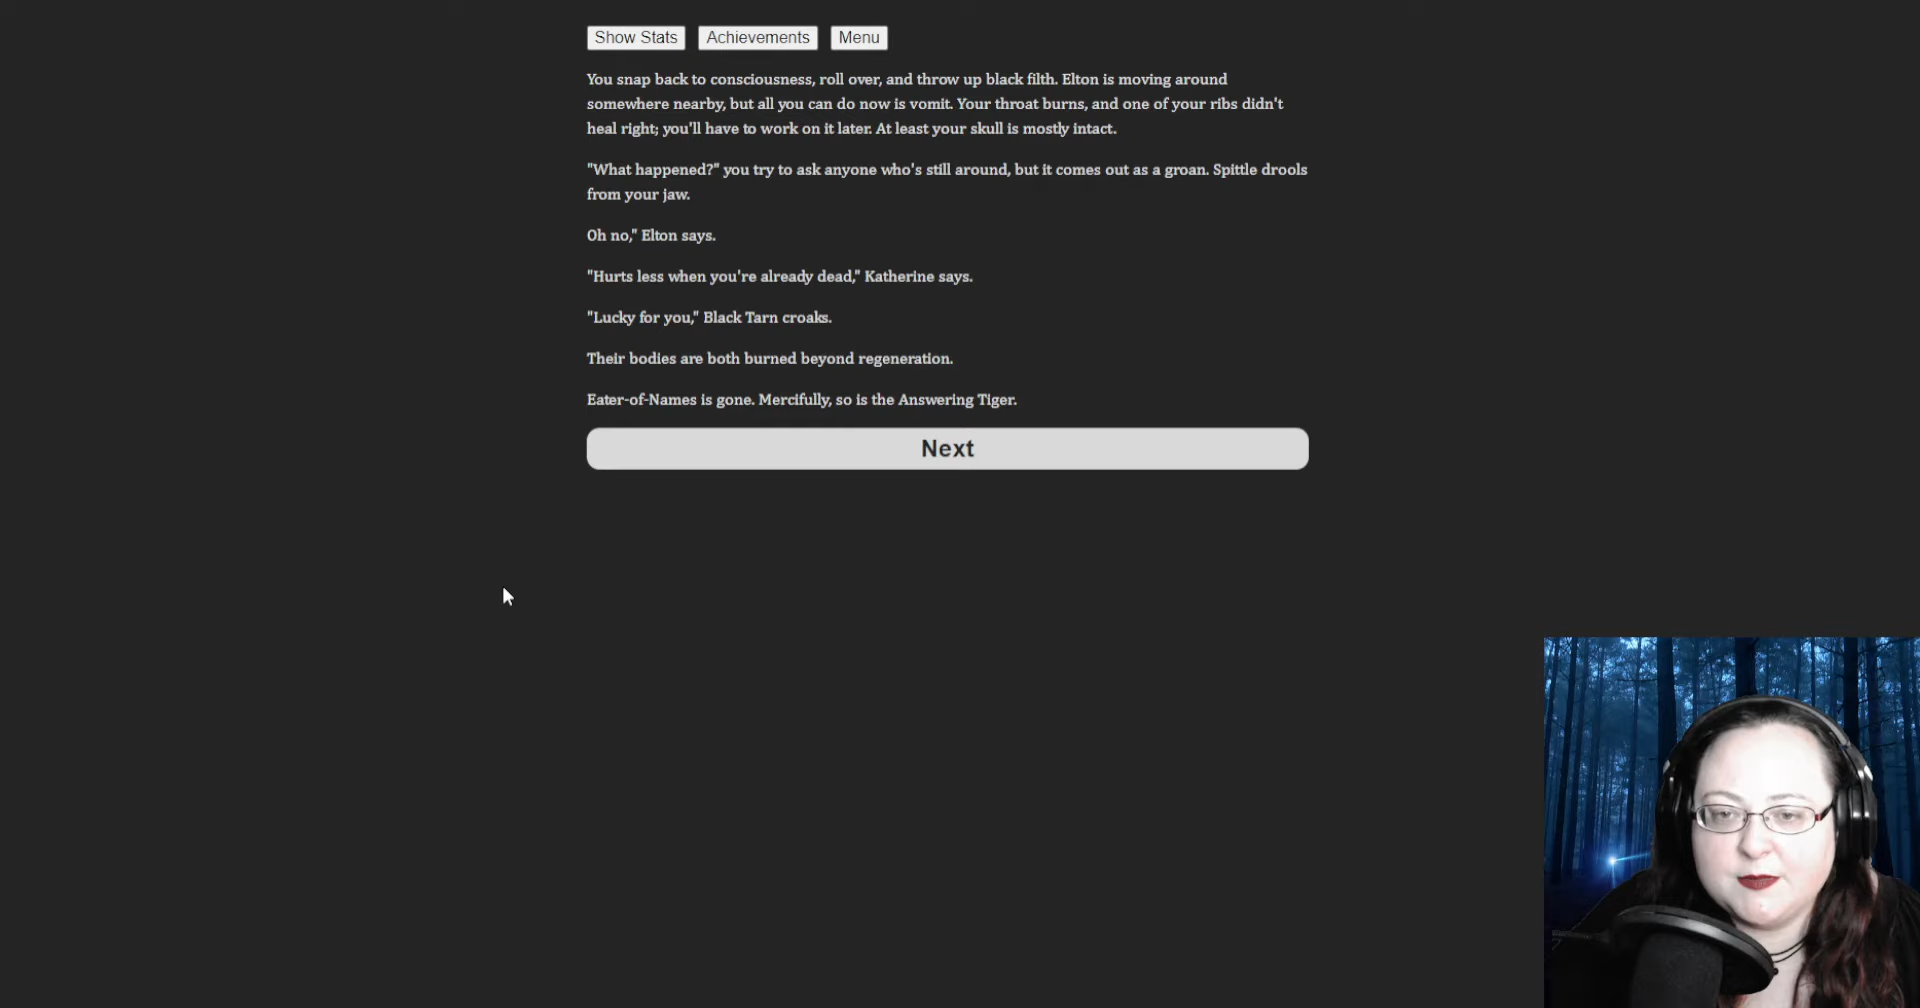 Show Stats Achievements Menu
You snap back to consciousness, roll over, and throw up black filth. Elton is moving around
somewhere nearby, but all you can do now is vomit. Your throat burns, and one of your ribs didn't
heal right; you'll have to work on it later. At least your skull is mostly intact.
"What happened?" you try to ask anyone who's still around, but it comes out as a groan. Spittle drools
from your jaw.
Oh no," Elton says.
"Hurts less when you're already dead," Katherine says.
"Lucky for you," Black Tarn croaks.
Their bodies are both burned beyond regeneration.
Eater-of-Names is gone. Mercifully, so is the Answering Tiger.
Next